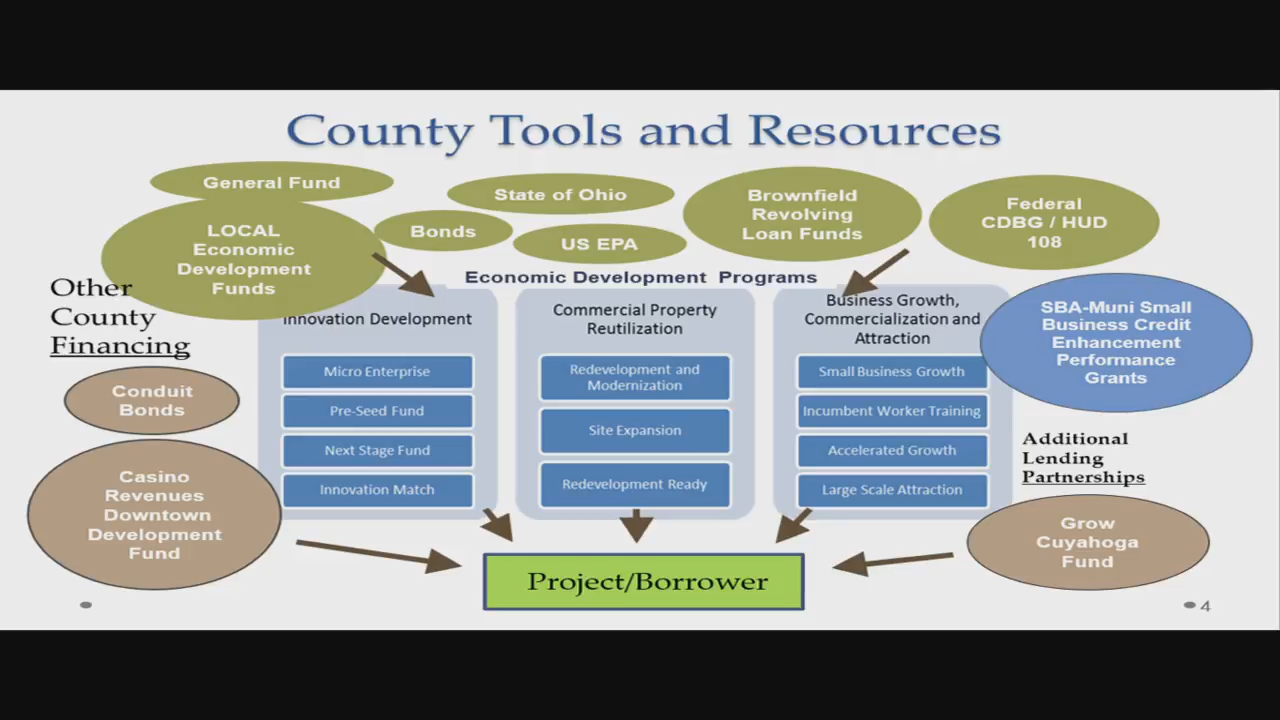 County Tools and Resources
General Fund
LOCAL
Economic
Development
Funds
Bonds
State of Ohio
US EPA
Brownfield
Revolving
Loan Funds
Federal
CDBG / HUD
108
Economic Development Programs
Other
County
Financing
Conduit
Bonds
Casino
Revenues
Downtown
Development
Fund
Innovation Development
Micro Enterprise
Pre-Seed Fund
Next Stage Fund
Innovation Match
Commercial Property
Reutilization
Redevelopment and
Modernization
Site Expansion
Redevelopment Ready
Business Growth,
Commercialization and
Attraction
Small Business Growth
Incumbent Worker Training
Accelerated Growth
Large Scale Attraction
SBA-Muni Small
Business Credit
Enhancement
Performance
Grants
Additional
Lending
Partnerships
Grow
Cuyahoga
Fund
Project/Borrower
4